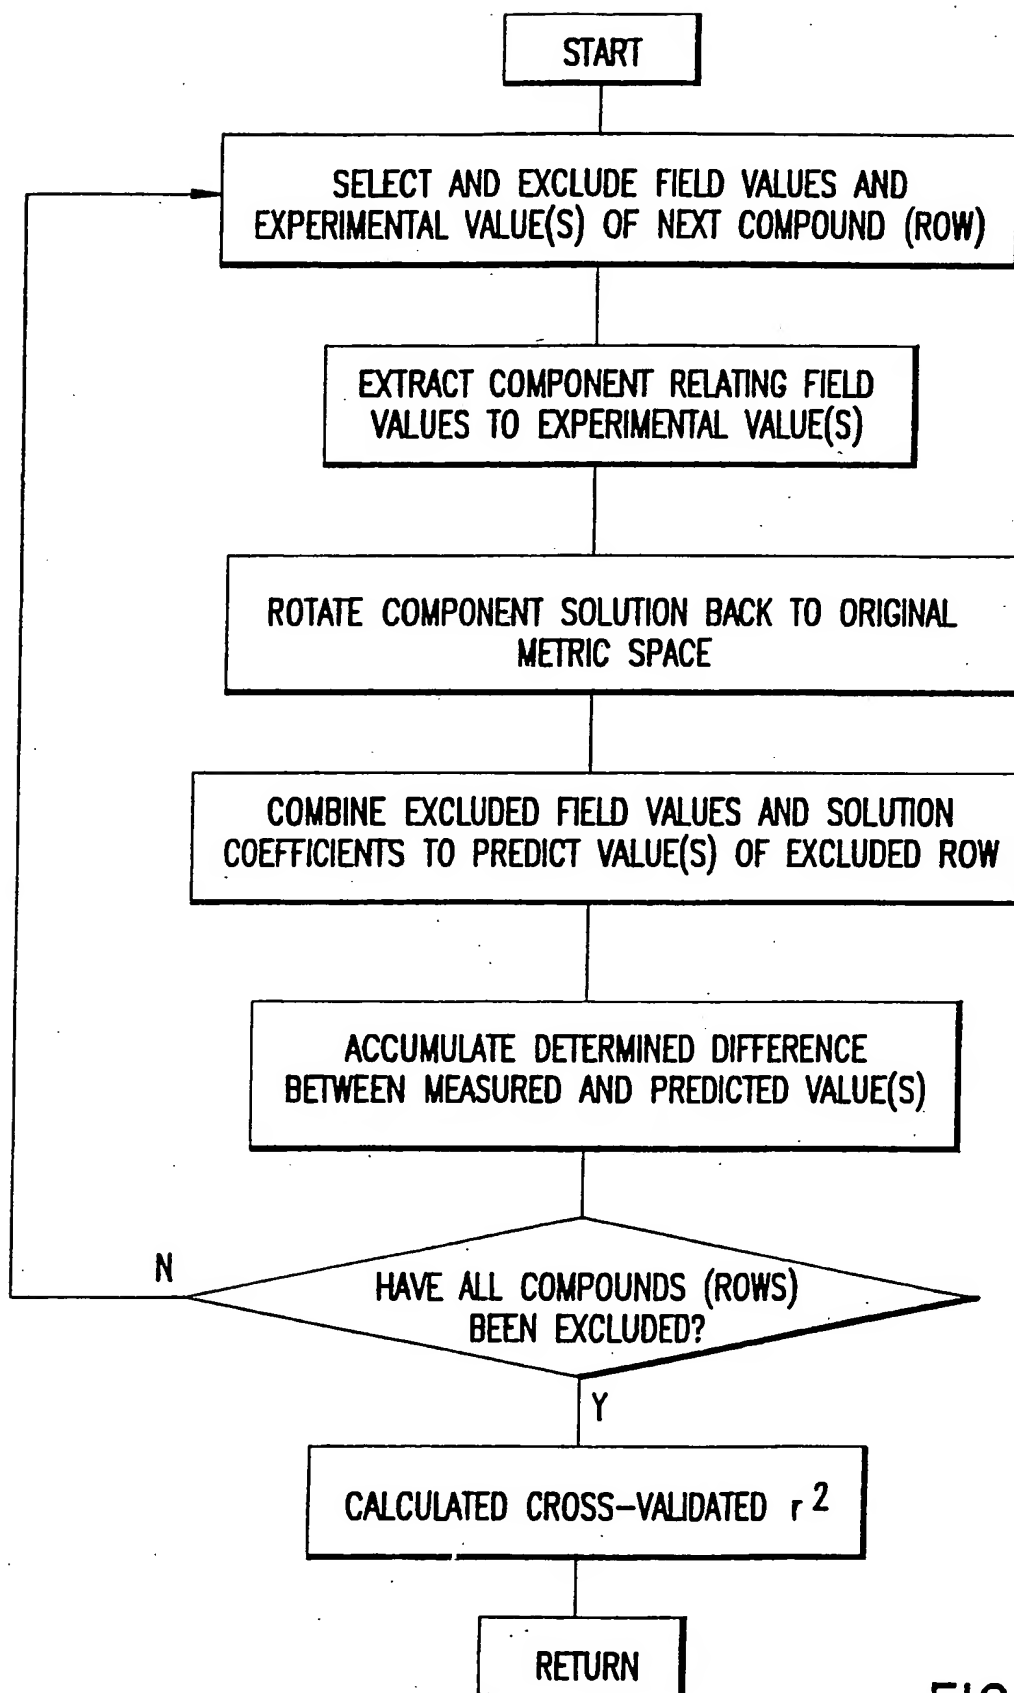 START
SELECT AND EXCLUDE FIELD VALUES AND
EXPERIMENTAL VALUE(S) OF NEXT COMPOUND (ROW)
EXTRACT COMPONENT RELATING FIELD
VALUES TO EXPERIMENTAL VALUE(S)
ROTATE COMPONENT SOLUTION BACK TO ORIGINAL
METRIC SPACE
COMBINE EXCLUDED FIELD VALUES AND SOLUTION
COEFFICIENTS TO PREDICT VALUE(S) OF EXCLUDED ROW
ACCUMULATE DETERMINED DIFFERENCE
BETWEEN MEASURED AND PREDICTED VALUE(S)
N
HAVE ALL COMPOUNDS (ROWS)
BEEN EXCLUDED?
Y
CALCULATED CROSS-VALIDATED r 2
RETURN